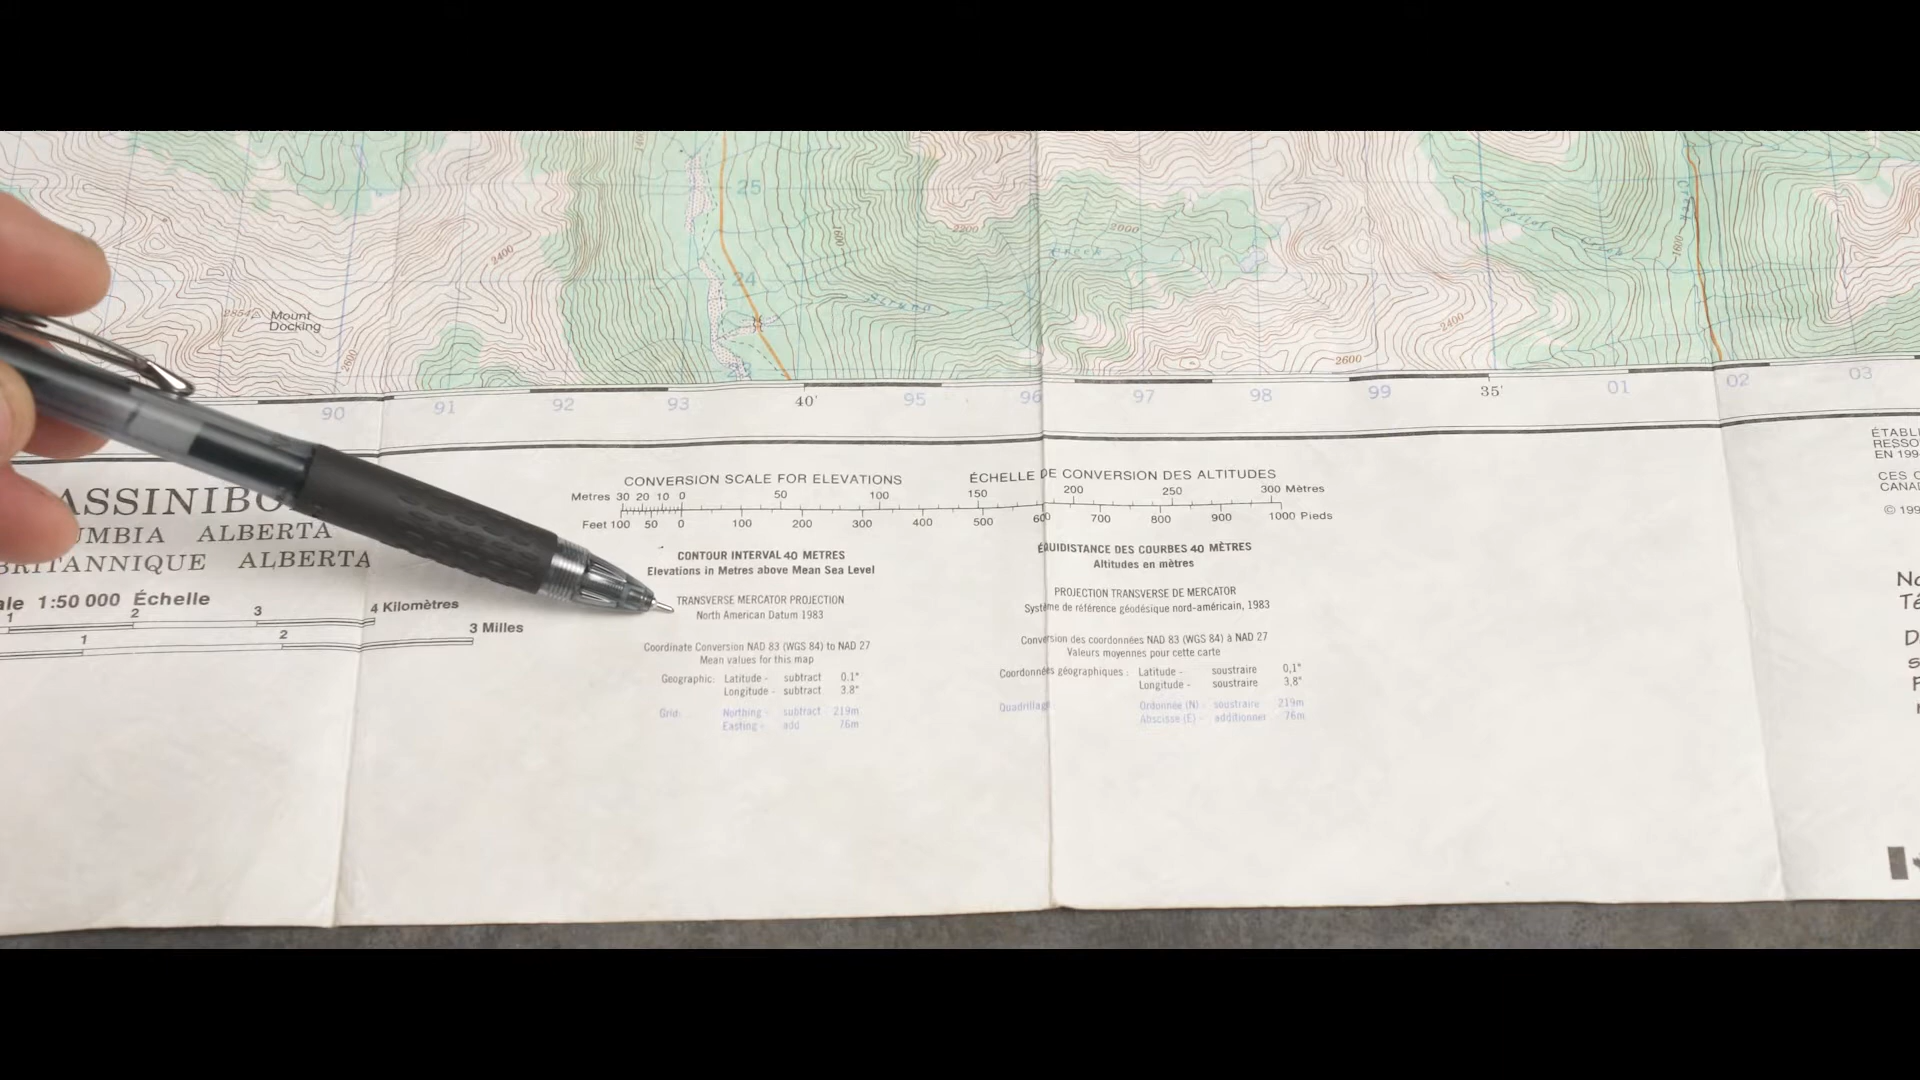 25
1600
2400
2200
2000
Creek
Brussilof Creek
Creek
1600
24
Struna
2854
Mount
Docking
2600
2400
2600
90 91 92 93 40' 95 96 97 98 99 35' 01 02 03
ASSINIBO
UMBIA ALBERTA
BRITANNIQUE ALBERTA
ale 1:50 000 Échelle
1 2 3 4 Kilomètres
1 2 3 Milles
CONVERSION SCALE FOR ELEVATIONS ÉCHELLE DE CONVERSION DES ALTITUDES
Metres 30 20 10 0 50 100 150 200 250 300 Mètres
Feet 100 50 0 100 200 300 400 500 600 700 800 900 1000 Pieds
CONTOUR INTERVAL 40 METRES
Elevations in Metres above Mean Sea Level
TRANSVERSE MERCATOR PROJECTION
North American Datum 1983
Coordinate Conversion NAD 83 (WGS 84) to NAD 27
Mean values for this map
Geographic: Latitude - subtract 0.1"
Longitude - subtract 3.8"
Grid: Northing - subtract 219m
Easting - add 76m
ÉQUIDISTANCE DES COURBES 40 MÈTRES
Altitudes en mètres
PROJECTION TRANSVERSE DE MERCATOR
Système de référence géodésique nord-américain, 1983
Conversion des coordonnées NAD 83 (WGS 84) à NAD 27
Valeurs moyennes pour cette carte
Coordonnées géographiques : Latitude - soustraire 0,1"
Longitude - soustraire 3,8"
Quadrillage Ordonnée (N) - soustraire 219m
Abscisse (E) - additionner 76m
ÉTABL
RESSO
EN 199
CES C
CANA
© 199
No
Té
D
s